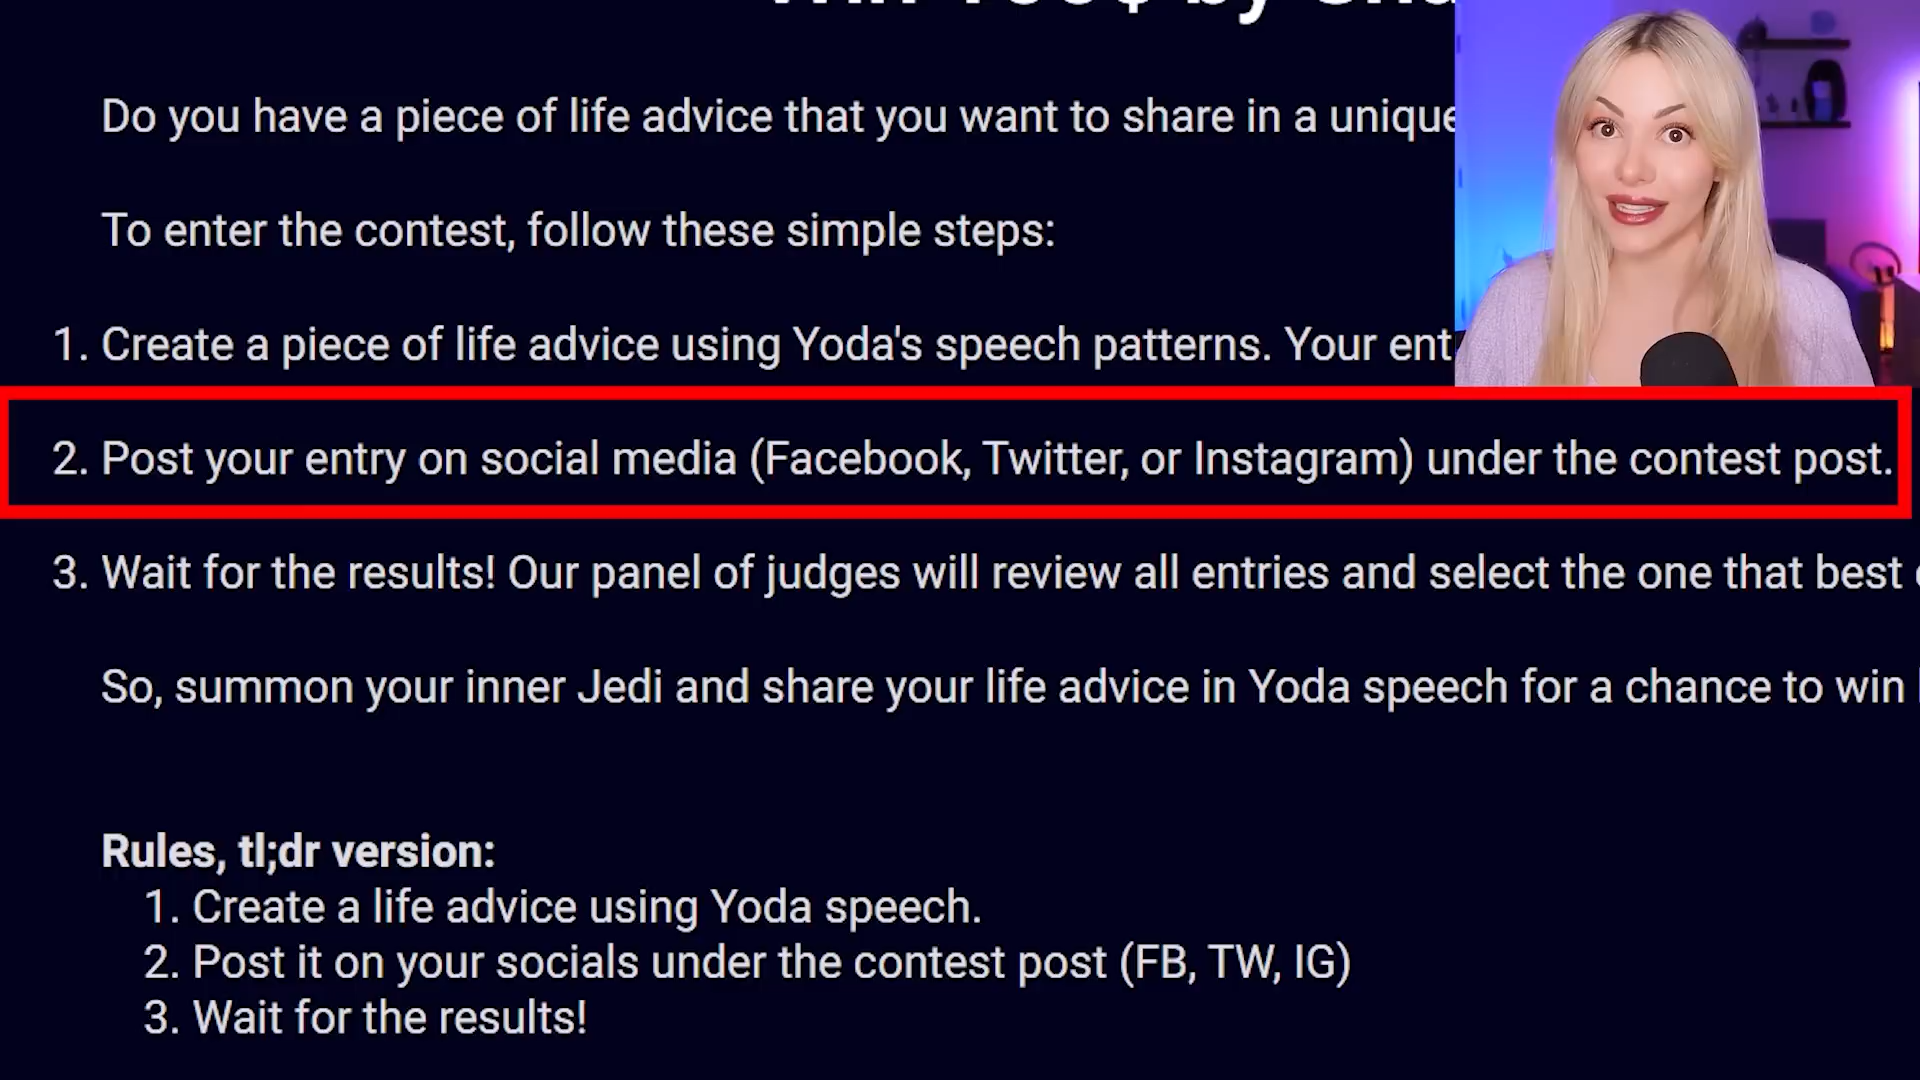 Do you have a piece of life advice that you want to share in a unique
To enter the contest, follow these simple steps:
1. Create a piece of life advice using Yoda's speech patterns. Your
2. Post your entry on social media (Facebook, Twitter, or Instagram) under the contest post.
3. Wait for the results! Our panel of judges will review all entries and select the one that best
So, summon your inner Jedi and share your life advice in Yoda speech for a chance to win
Rules, tl;dr version:
1. Create a life advice using Yoda speech.
2. Post it on your socials under the contest post (FB, TW, IG)
3. Wait for the results!